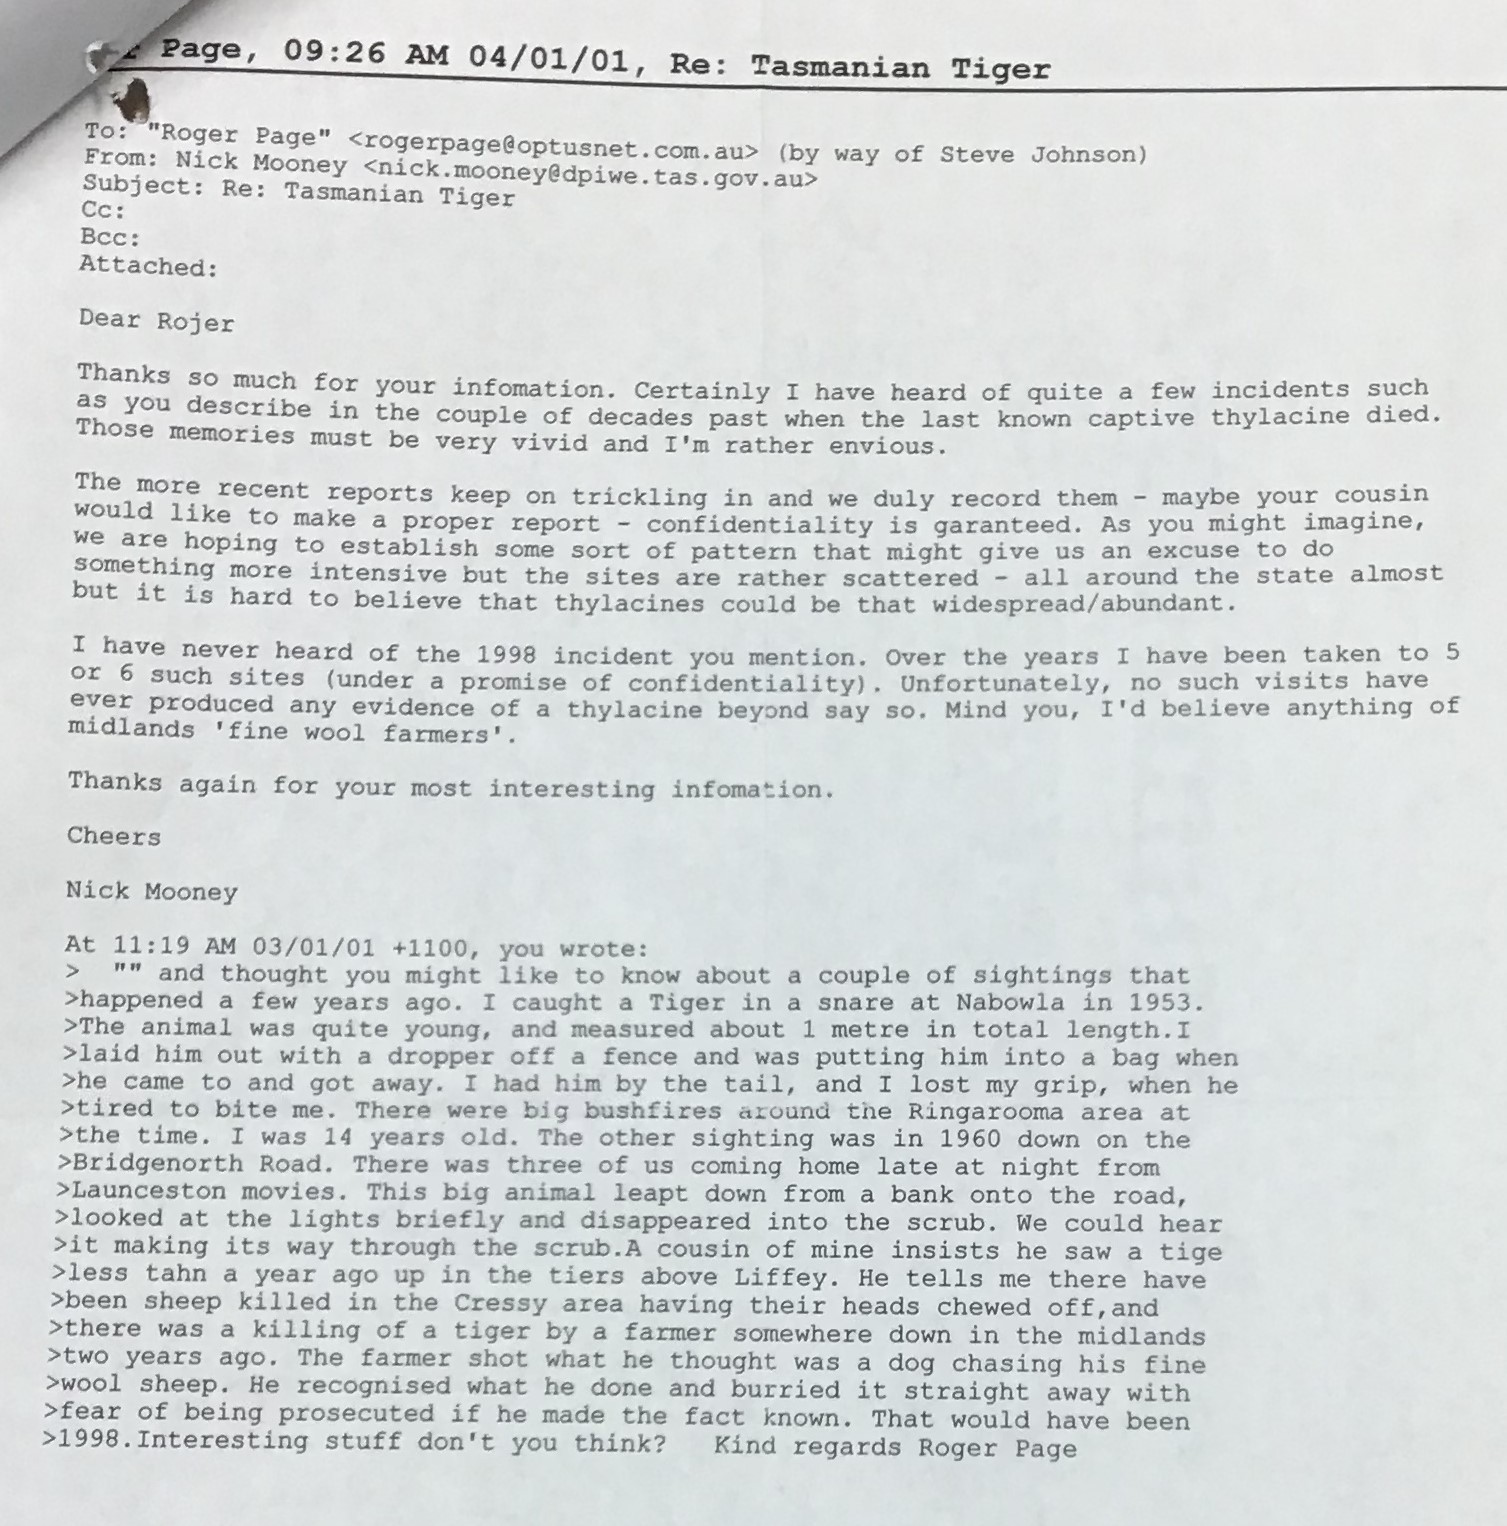 Page, 09:26 AM 04/01/01, Re: Tasmanian Tiger
To: "Roger Page" <rogerpage@optusnet.com.au> (by way of Steve Johnson)
From: Nick Mooney <nick.mooney@dpiwe.tas.gov.au>
Subject: Re: Tasmanian Tiger
Cc:
Bcc:
Attached:
Dear Rojer
Thanks so much for your infomation. Certainly I have heard of quite a few incidents such
as you describe in the couple of decades past when the last known captive thylacine died.
Those memories must be very vivid and I'm rather envious.
The more recent reports keep on trickling in and we duly record them - maybe your cousin
would like to make a proper report - confidentiality is garanteed. As you might imagine,
we are hoping to establish some sort of pattern that might give us an excuse to do
something more intensive but the sites are rather scattered - all around the state almost
but it is hard to believe that thylacines could be that widespread/abundant.
I have never heard of the 1998 incident you mention. Over the years I have been taken to 5
or 6 such sites (under a promise of confidentiality). Unfortunately, no such visits have
ever produced any evidence of a thylacine beyond say so. Mind you, I'd believe anything of
midlands 'fine wool farmers'.
Thanks again for your most interesting infomation.
Cheers
Nick Mooney
At 11:19 AM 03/01/01 +1100, you wrote:
>  "" and thought you might like to know about a couple of sightings that
>happened a few years ago. I caught a Tiger in a snare at Nabowla in 1953.
>The animal was quite young, and measured about 1 metre in total length.I
>laid him out with a dropper off a fence and was putting him into a bag when
>he came to and got away. I had him by the tail, and I lost my grip, when he
>tired to bite me. There were big bushfires around the Ringarooma area at
>the time. I was 14 years old. The other sighting was in 1960 down on the
>Bridgenorth Road. There was three of us coming home late at night from
>Launceston movies. This big animal leapt down from a bank onto the road,
>looked at the lights briefly and disappeared into the scrub. We could hear
>it making its way through the scrub.A cousin of mine insists he saw a tige
>less tahn a year ago up in the tiers above Liffey. He tells me there have
>been sheep killed in the Cressy area having their heads chewed off,and
>there was a killing of a tiger by a farmer somewhere down in the midlands
>two years ago. The farmer shot what he thought was a dog chasing his fine
>wool sheep. He recognised what he done and burried it straight away with
>fear of being prosecuted if he made the fact known. That would have been
>1998.Interesting stuff don't you think?   Kind regards Roger Page